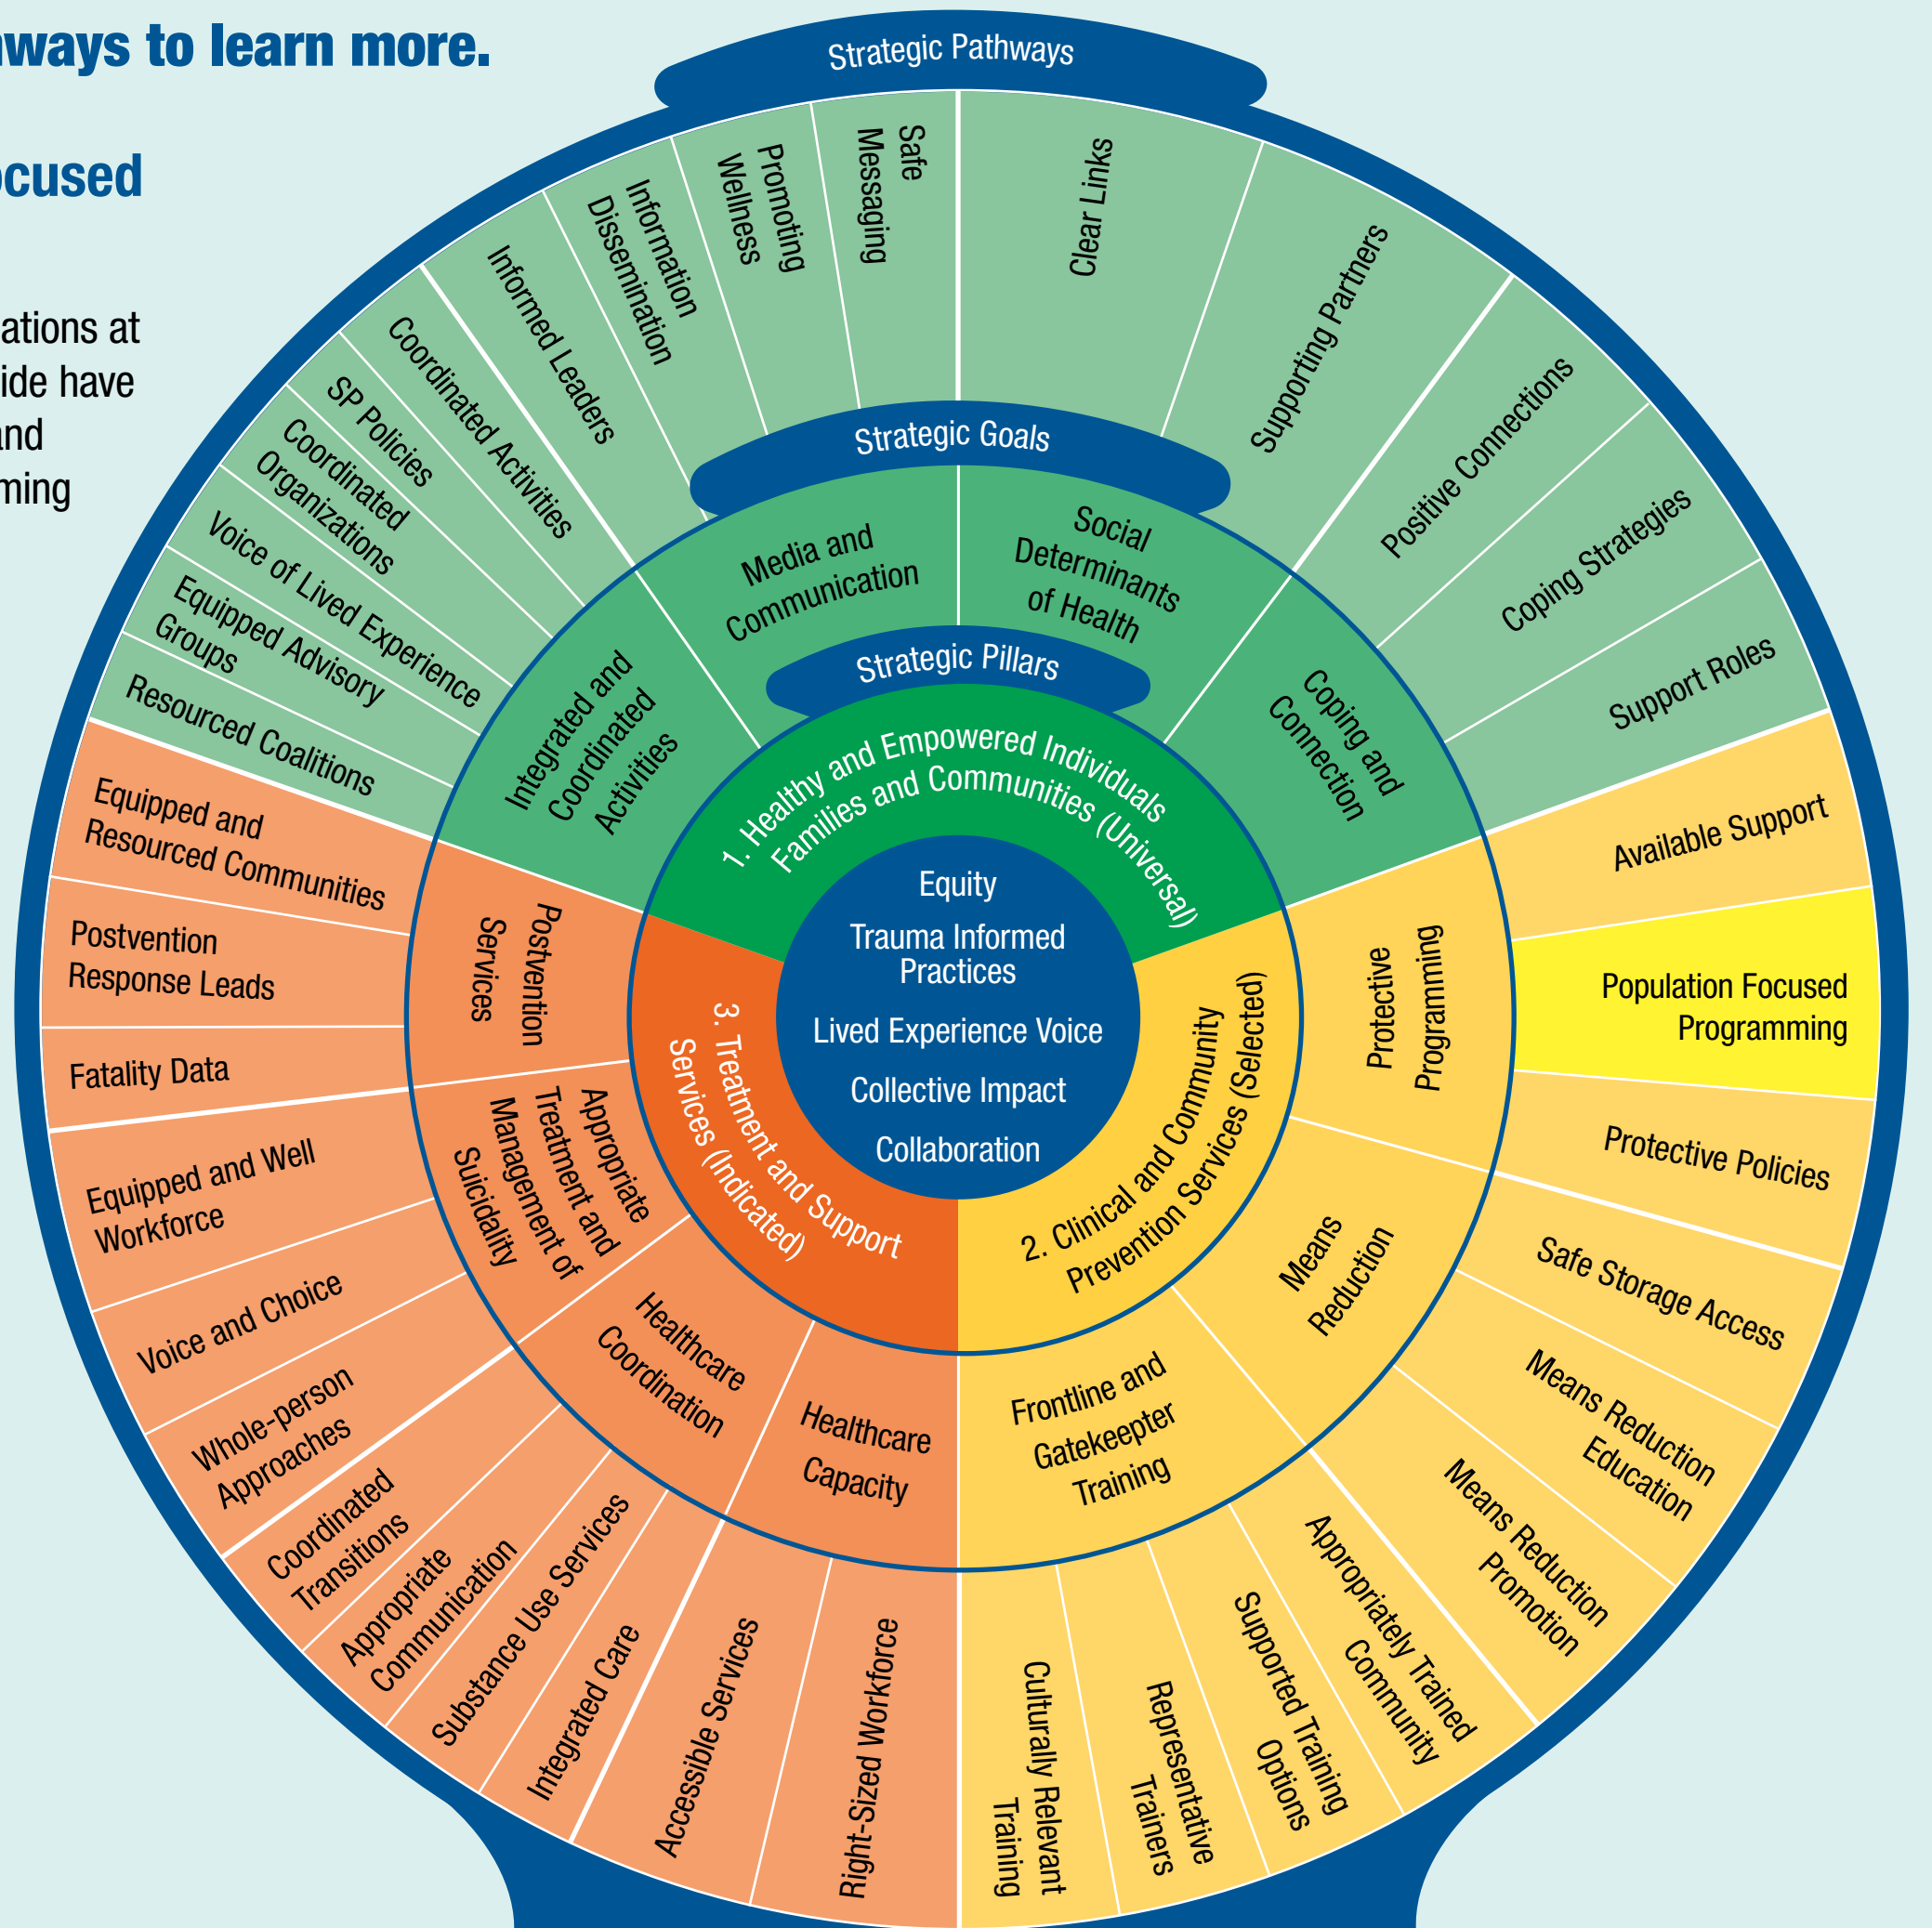 ways to learn more.
cused
ations at
ide have
and
ming
Strategic Pathways
Safe
Messaging
Promoting
Wellness
Information
Dissemination
Informed Leaders
Coordinated Activities
SP Policies
Coordinated
Organizations
Voice of Lived Experience
Equipped Advisory
Groups
Resourced Coalitions
Clear Links
Supporting Partners
Positive Connections
Coping Strategies
Support Roles
Available Support
Population Focused
Programming
Protective Policies
Safe Storage Access
Means Reduction
Education
Means Reduction
Promotion
Appropriately Trained
Community
Supported Training
Options
Representative
Trainers
Culturally Relevant
Training
Right-Sized Workforce
Accessible Services
Integrated Care
Substance Use Services
Appropriate
Communication
Coordinated
Transitions
Whole-person
Approaches
Voice and Choice
Equipped and Well
Workforce
Fatality Data
Postvention
Response Leads
Equipped and
Resourced Communities
Strategic Goals
Integrated and
Coordinated
Activities
Media and
Communication
Social
Determinants
of Health
Coping and
Connection
Protective
Programming
Means
Reduction
Frontline and
Gatekeeper
Training
Healthcare
Capacity
Healthcare
Coordination
Appropriate
Treatment and
Management of
Suicidality
Postvention
Services
Strategic Pillars
1. Healthy and Empowered Individuals
Families and Communities (Universal)
2. Clinical and Community
Prevention Services (Selected)
3. Treatment and Support
Services (Indicated)
Equity
Trauma Informed
Practices
Lived Experience Voice
Collective Impact
Collaboration